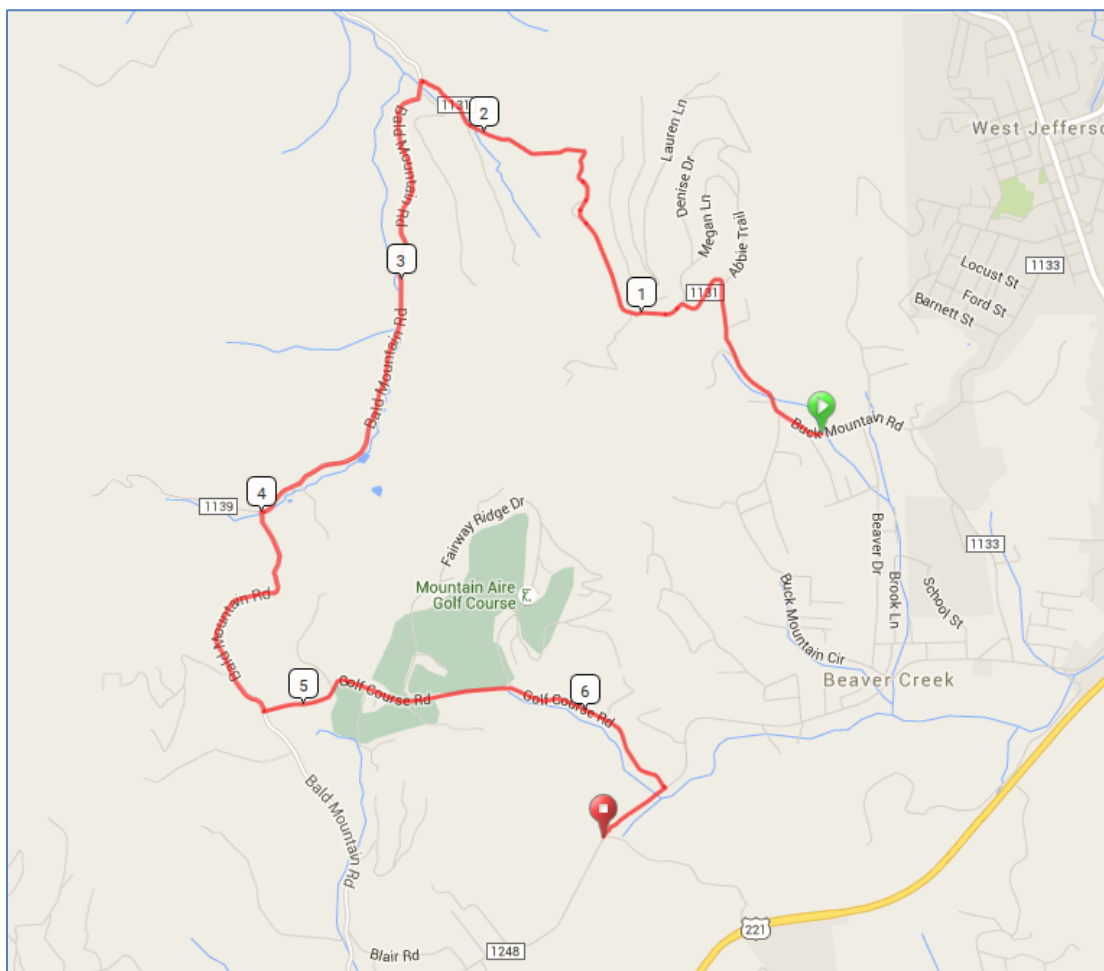 1131
2
Lauren Ln
West Jefferso
Denise Dr
Bald Mountain Rd
Megan Ln
Abbie Trail
3
Locust St
1133
1
1131
Ford St
Barnett St
Bald Mountain Rd
Buck Mountain Rd
4
1139
Fairway Ridge Dr
Beaver Dr
1133
Mountain Aire
Golf Course
Brook Ln
School St
Bald Mountain Rd
Buck Mountain Cir
Beaver Creek
5
Golf Course Rd
6
Golf Course Rd
Bald Mountain Rd
221
Blair Rd
1248